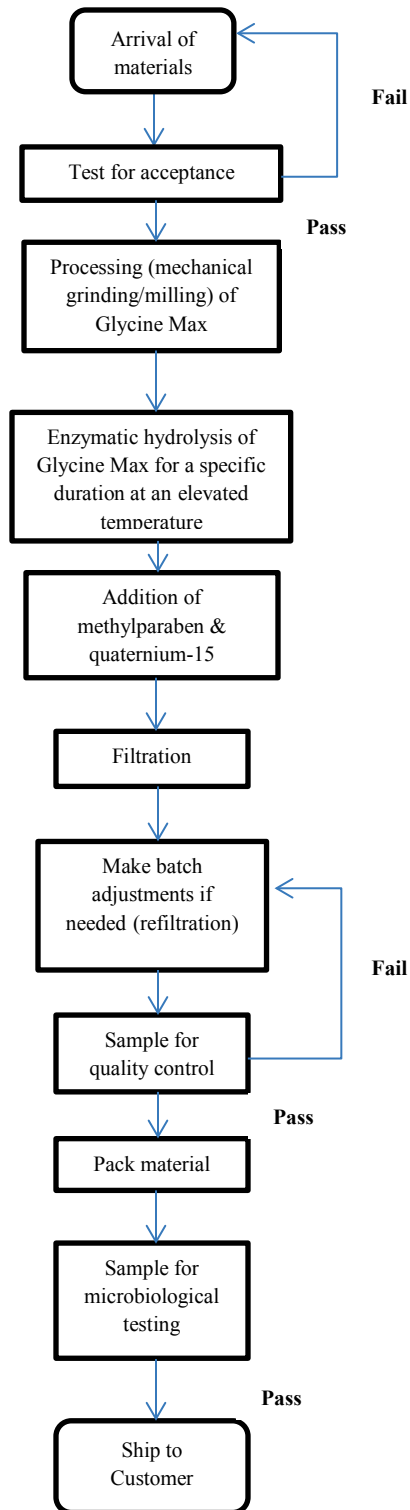 Arrival of
materials
Fail
Test for acceptance
Pass
Processing (mechanical
grinding/milling) of
Glycine Max
Enzymatic hydrolysis of
Glycine Max for a specific
duration at an elevated
temperature
Addition of
methylparaben &
quaternium-15
Filtration
Make batch
adjustments if
needed (refiltration)
Fail
Sample for
quality control
Pass
Pack material
Sample for
microbiological
testing
Pass
Ship to
Customer